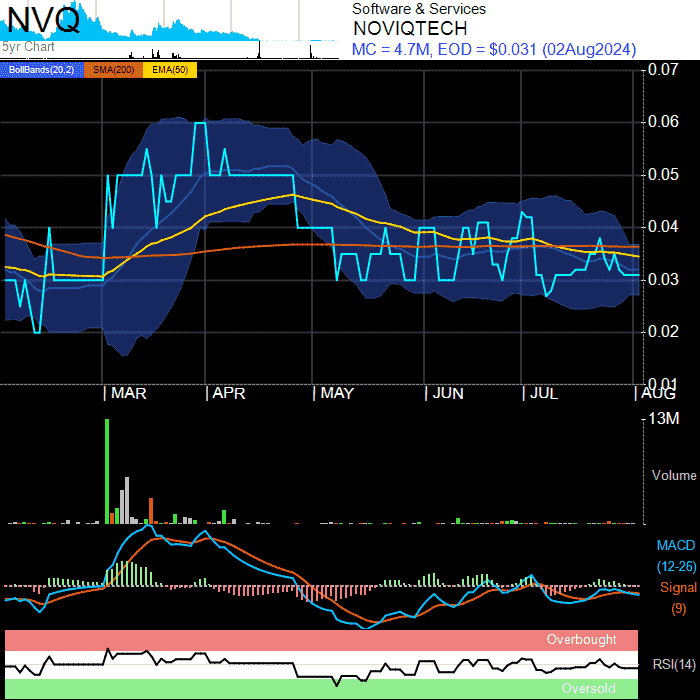 NVQ
5yr Chart
Software & Services
NOVIQTECH
MC = 4.7M, EOD = $0.031 (02Aug2024)
BollBands(20,2) SMA(200) EMA(50)
0.07
0.06
0.05
0.04
0.03
0.02
0.01
MAR APR MAY JUN JUL AUG
13M
Volume
MACD
(12-26)
Signal
(9)
Overbought
RSI(14)
Oversold